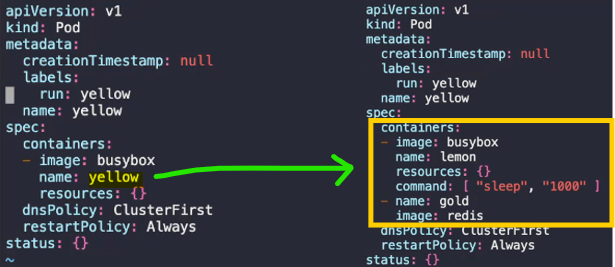 apiVersion: v1
kind: Pod
metadata:
  creationTimestamp: null
  labels:
    run: yellow
  name: yellow
spec:
  containers:
  - image: busybox
    name: yellow
    resources: {}
  dnsPolicy: ClusterFirst
  restartPolicy: Always
status: {}
~
apiVersion: v1
kind: Pod
metadata:
  creationTimestamp: null
  labels:
    run: yellow
  name: yellow
spec:
  containers:
  - image: busybox
    name: lemon
    resources: {}
    command: [ "sleep", "1000" ]
  - name: gold
    image: redis
  dnsPolicy: ClusterFirst
  restartPolicy: Always
status: {}